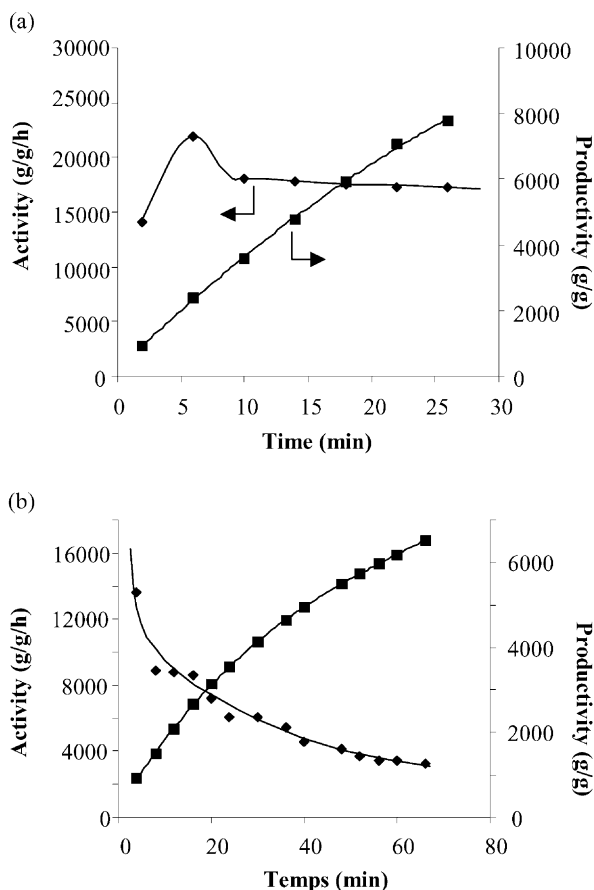 (a)
30000
25000
20000
15000
10000
5000
0
Activity (g/g/h)
10000
8000
6000
4000
2000
0
Productivity (g/g)
0 5 10 15 20 25 30
Time (min)
(b)
16000
12000
8000
4000
0
Activity (g/g/h)
6000
4000
2000
0
Productivity (g/g)
0 20 40 60 80
Temps (min)